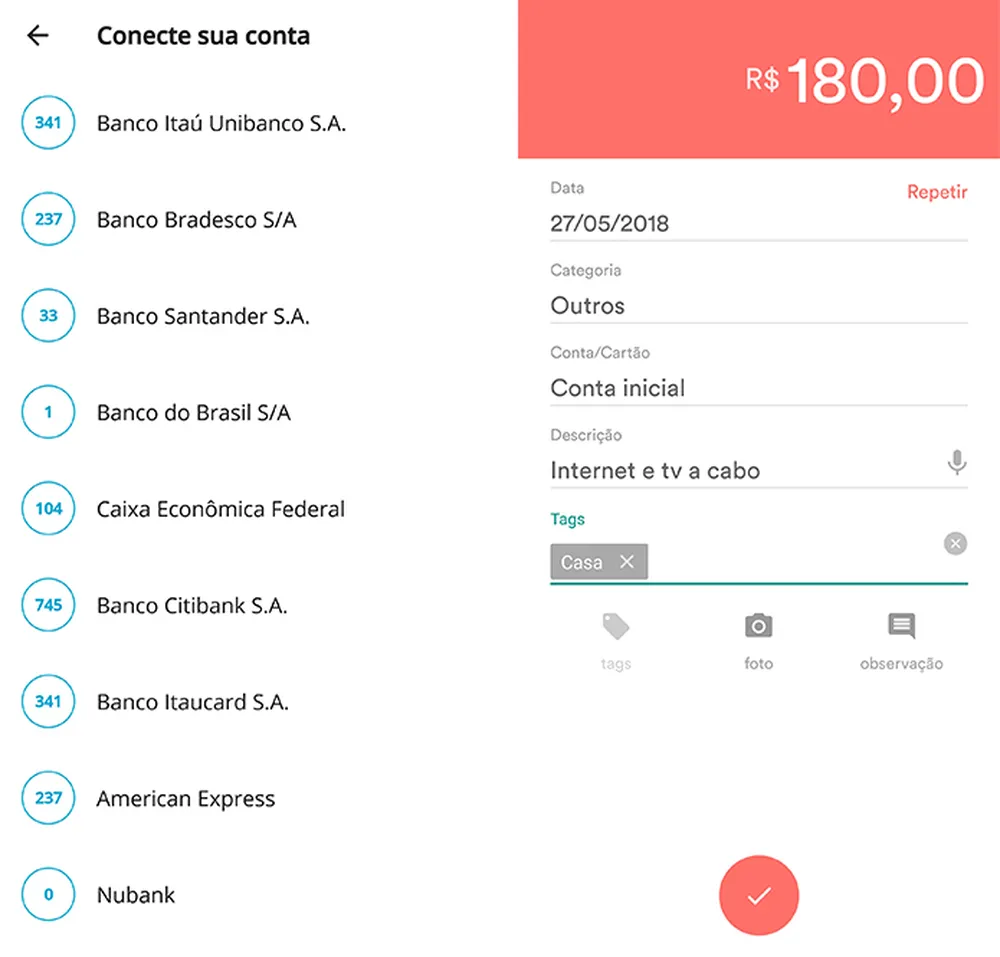 Conecte sua conta
341
Banco Itaú Unibanco S.A.
237
Banco Bradesco S/A
33
Banco Santander S.A.
1
Banco do Brasil S/A
104
Caixa Econômica Federal
745
Banco Citibank S.A.
341
Banco Itaucard S.A.
237
American Express
0
Nubank
R$ 180,00
Data
Repetir
27/05/2018
Categoria
Outros
Conta/Cartão
Conta inicial
Descrição
Internet e tv a cabo
Tags
Casa
tags
foto
observação